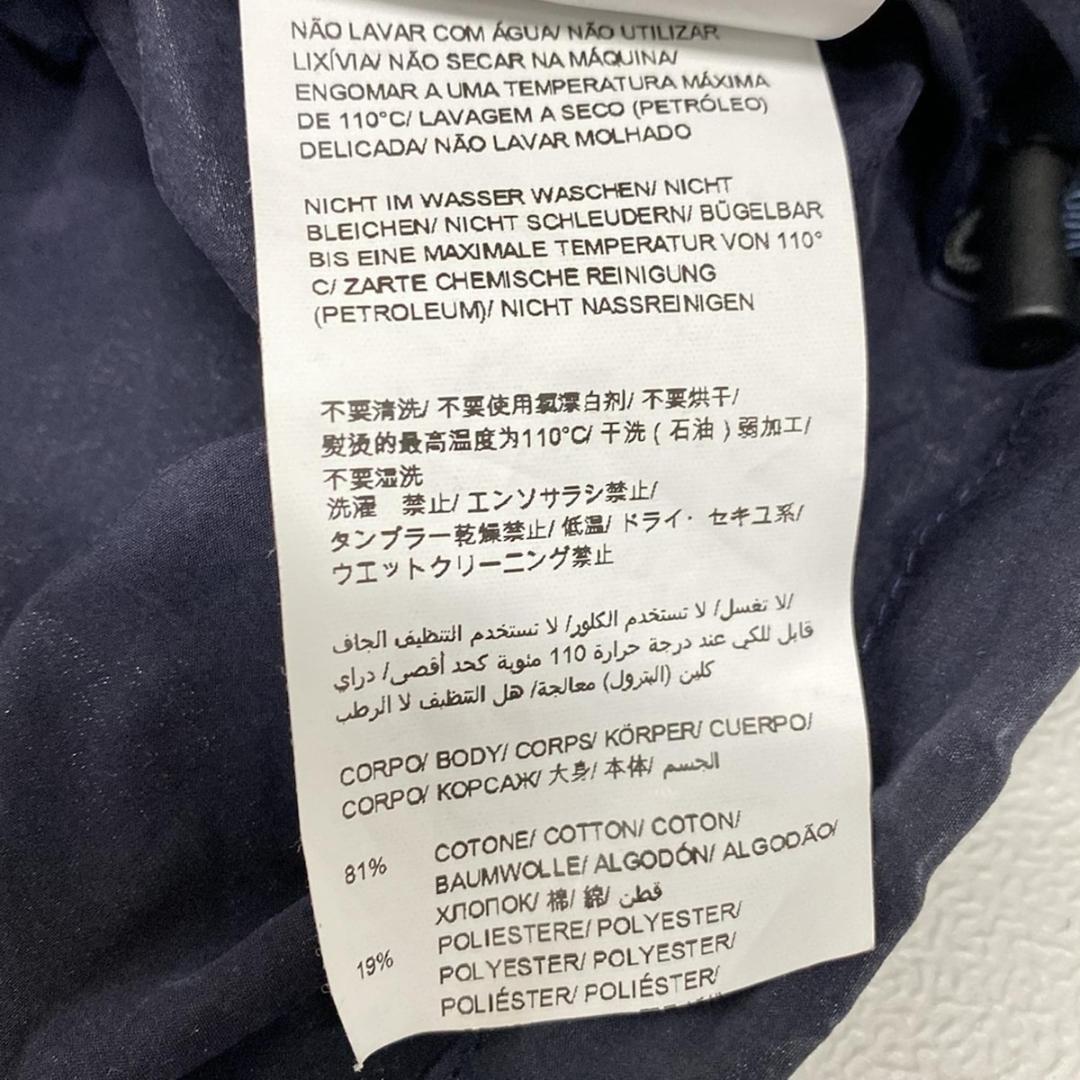 NÃO LAVAR COM ÁGUA/ NÃO UTILIZAR
LIXÍVIA/ NÃO SECAR NA MÁQUINA/
ENGOMAR A UMA TEMPERATURA MÁXIMA
DE 110°C/ LAVAGEM A SECO (PETRÓLEO)
DELICADA/ NÃO LAVAR MOLHADO
NICHT IM WASSER WASCHEN/ NICHT
BLEICHEN/ NICHT SCHLEUDERN/ BÜGELBAR
BIS EINE MAXIMALE TEMPERATUR VON 110°
C/ ZARTE CHEMISCHE REINIGUNG
(PETROLEUM)/ NICHT NASSREINIGEN
不要清洗/ 不要使用氯漂白剂/ 不要烘干/
熨烫的最高温度为110°C/ 干洗 ( 石油 ) 弱加工/
不要湿洗
洗濯 禁止/ エンソサラシ禁止/
タンブラー乾燥禁止/ 低温/ ドライ・ セキユ系/
ウエットクリーニング禁止
لا تغسل/ لا تستخدم الكلور/ لا تستخدم التنظيف الجاف/
قابل للكي عند درجة حرارة 110 مئوية كحد أقصى/ دراي
كلين (البترول) معالجة/ هل التنظيف لا الرطب
CORPO/ BODY/ CORPS/ KÖRPER/ CUERPO/
CORPO/ КОРСАЖ/ 大身/ 本体/ الجسم
81% COTONE/ COTTON/ COTON/
BAUMWOLLE/ ALGODÓN/ ALGODÃO/
ХЛОПОК/ 棉/ 綿/ قطن
19% POLIESTERE/ POLYESTER/
POLYESTER/ POLYESTER/
POLIÉSTER/ POLIÉSTER/